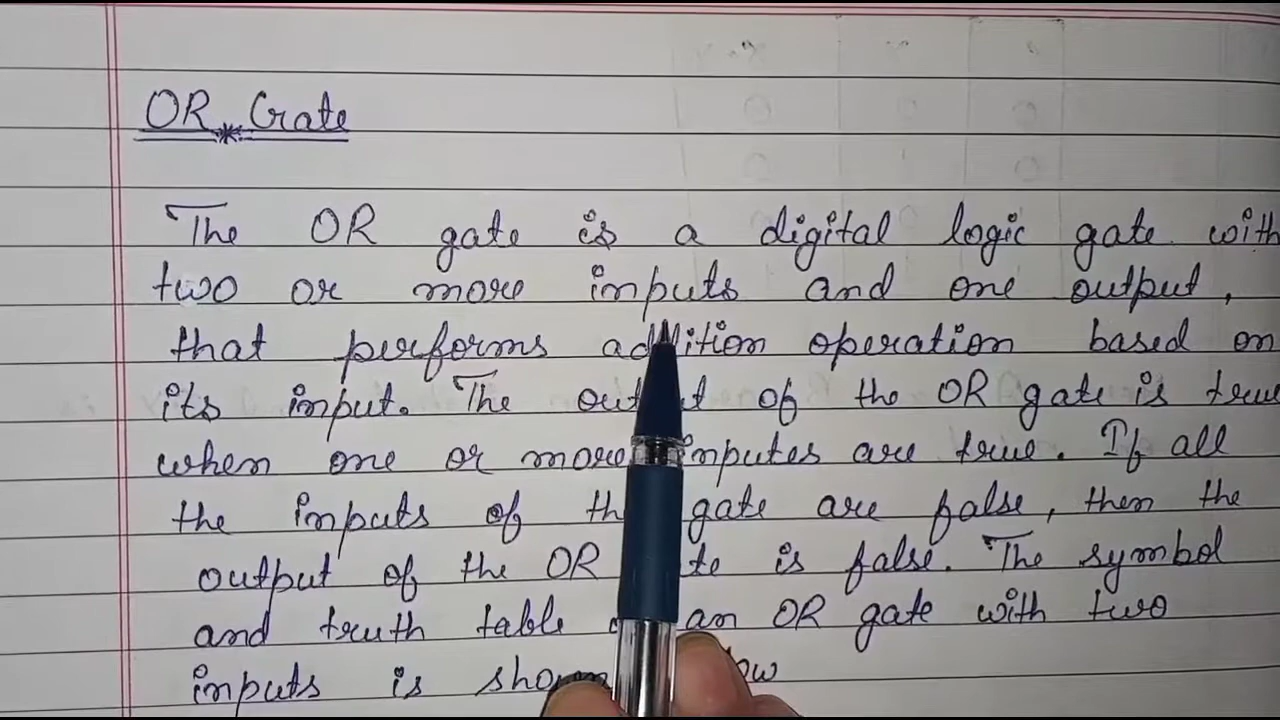 OR Gate
The OR gate is a digital logic gate with
two or more inputs and one output,
that performs addition operation based on
its input. The output of the OR gate is true
when one or more inputes are true. If all
the inputs of the gate are false, then the
output of the OR gate is false. The symbol
and truth table of an OR gate with two
inputs is shown below